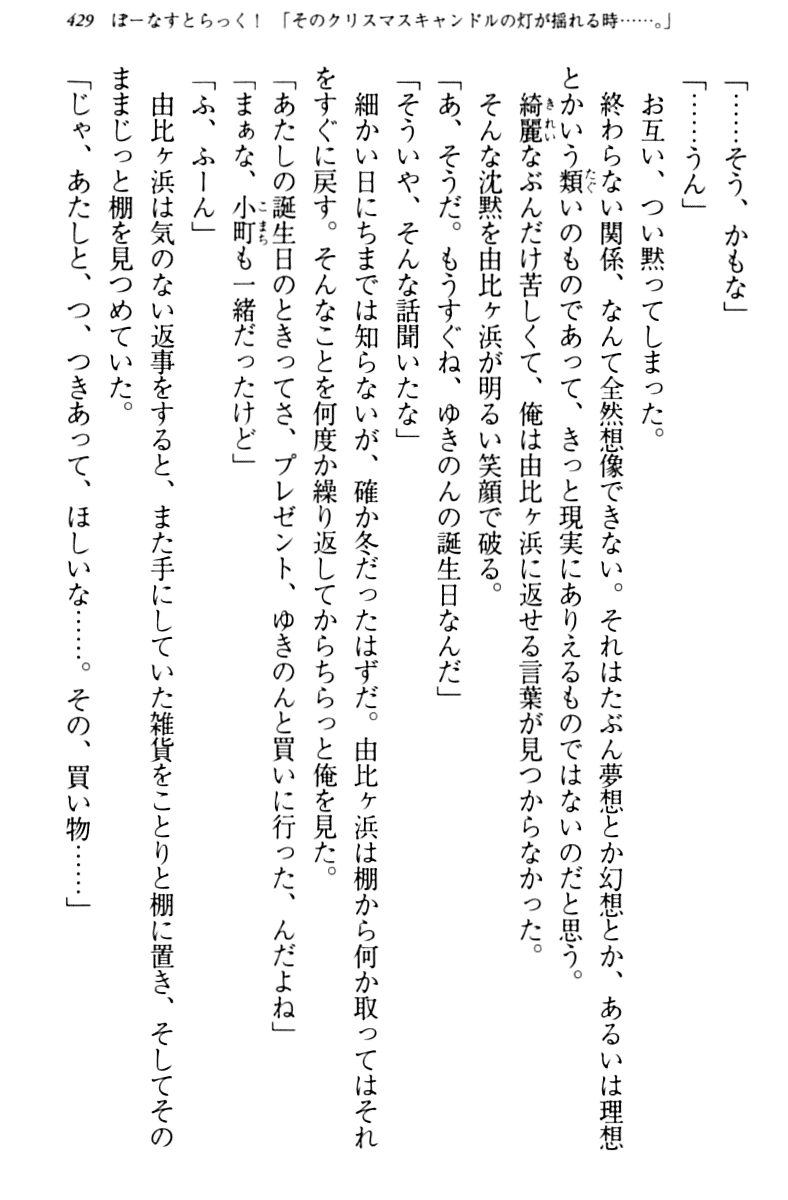 429 ぼーなすとらっく! 「そのクリスマスキャンドルの灯が揺れる時……。」
「……そう、かもな」
「……うん」
お互い、つい黙ってしまった。
終わらない関係、なんて全然想像できない。それはたぶん夢想とか幻想とか、あるいは理想
とかいう類いのものであって、きっと現実にありえるものではないのだと思う。
綺麗なぶんだけ苦しくて、俺は由比ヶ浜に返せる言葉が見つからなかった。
そんな沈黙を由比ヶ浜が明るい笑顔で破る。
「あ、そうだ。もうすぐね、ゆきのんの誕生日なんだ」
「そういや、そんな話聞いたな」
細かい日にちまでは知らないが、確か冬だったはずだ。由比ヶ浜は棚から何か取ってはそれ
をすぐに戻す。そんなことを何度か繰り返してからちらっと俺を見た。
「あたしの誕生日のときってさ、プレゼント、ゆきのんと買いに行った、んだよね」
「まぁな、小町も一緒だったけど」
「ふ、ふーん」
由比ヶ浜は気のない返事をすると、また手にしていた雑貨をことりと棚に置き、そしてその
ままじっと棚を見つめていた。
「じゃ、あたしと、つ、つきあって、ほしいな……。その、買い物……」